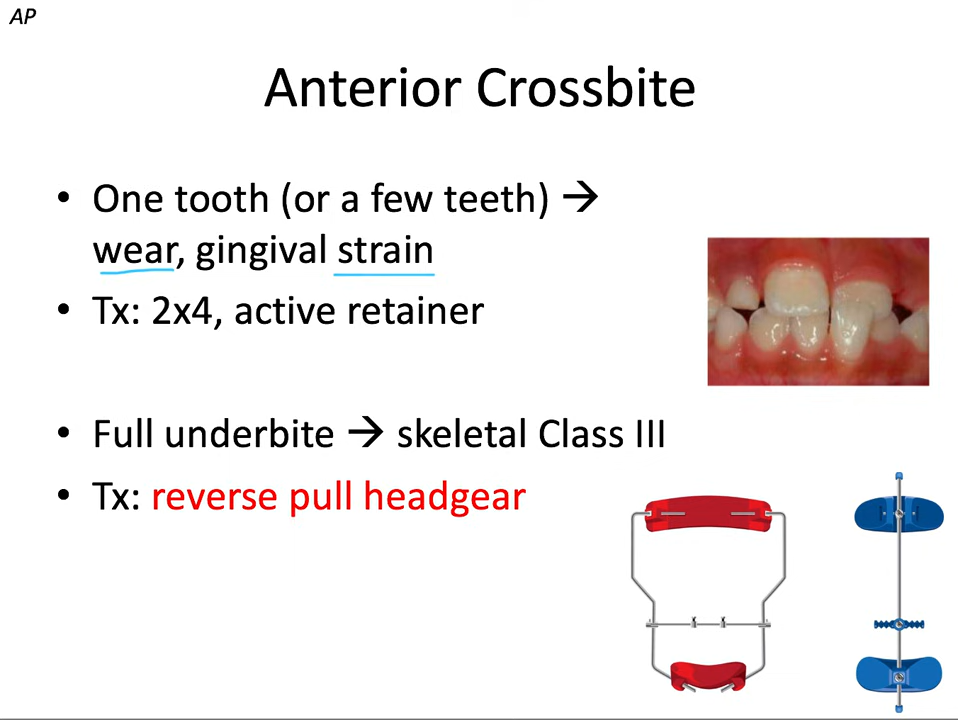 AP
Anterior Crossbite
• One tooth (or a few teeth) →
wear, gingival strain
• Tx: 2x4, active retainer
• Full underbite → skeletal Class III
• Tx: reverse pull headgear